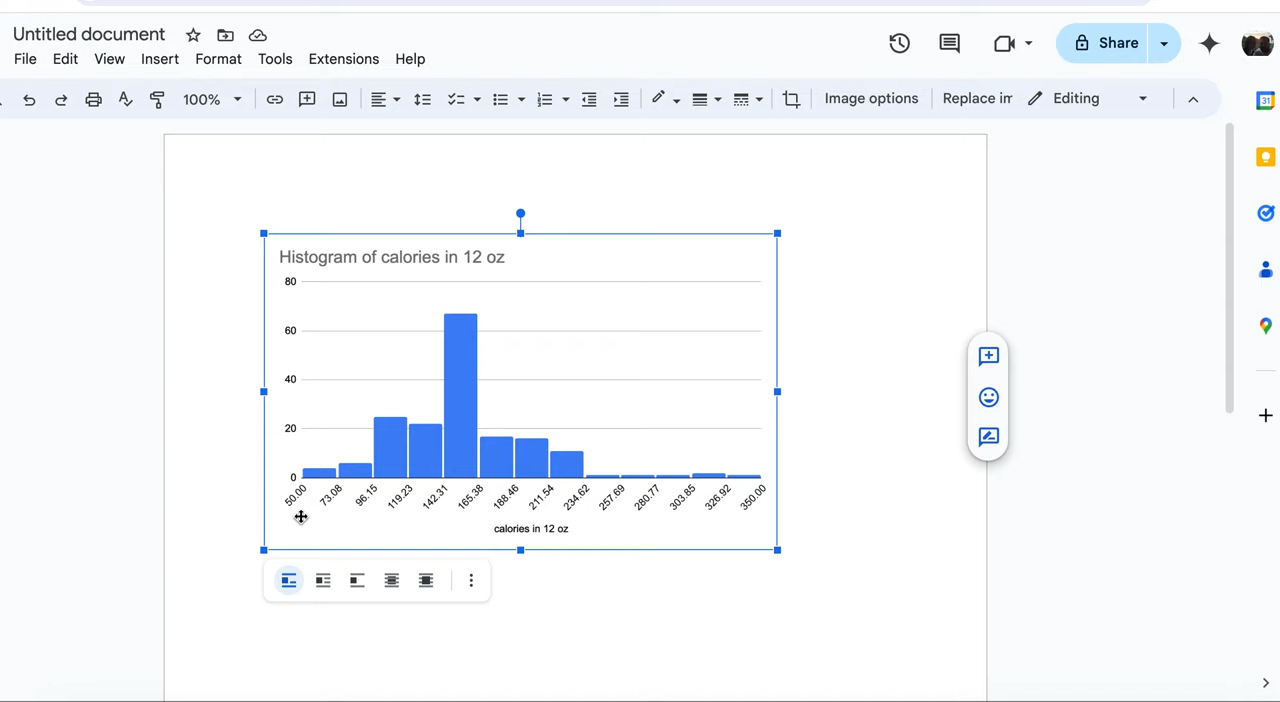 Untitled document
File Edit View Insert Format Tools Extensions Help
Share
100%
Image options
Replace im
Editing
31
Histogram of calories in 12 oz
80
60
40
20
0
50.00 73.08 96.15 119.23 142.31 165.38 188.46 211.54 234.62 257.69 280.77 303.85 326.92 350.00
calories in 12 oz